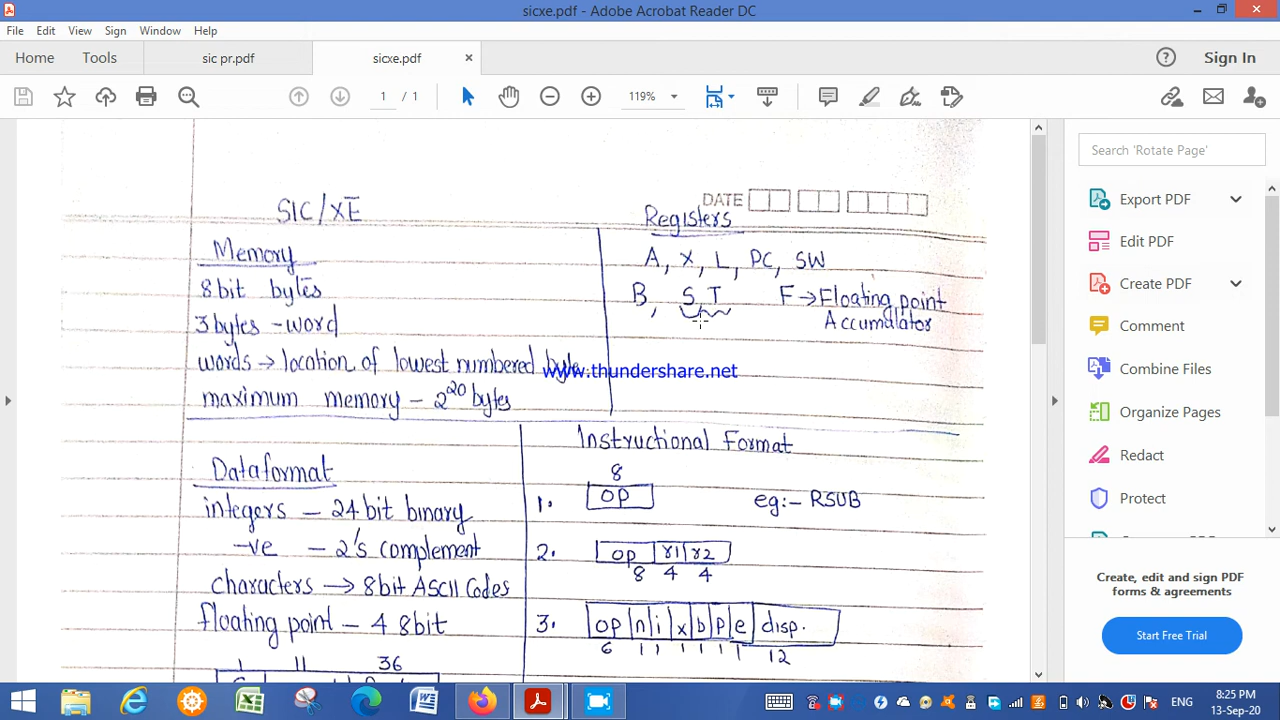 sicxe.pdf - Adobe Acrobat Reader DC
File Edit View Sign Window Help
Home Tools sic pr.pdf sicxe.pdf × Sign In
1 / 1 119%
SIC/XE
Memory
8bit bytes
3 bytes - word
words → location of lowest numbered byte.
maximum memory - 2^20 bytes
DATE
Registers
A, X, L, PC, SW
B, S, T F → Floating point
Accumulator
www.thundershare.net
Data format
integers - 24 bit binary
-ve - 2's complement
characters → 8bit ASCII Codes
floating point - 48bit
1 11 36
Instructional Format
8
1. op eg:- RSUB
2. op r1 r2
8 4 4
3. op n i x b p e disp.
6 1 1 1 1 1 1 12
Search 'Rotate Page'
Export PDF
Edit PDF
Create PDF
Comment
Combine Files
Organize Pages
Redact
Protect
Create, edit and sign PDF
forms & agreements
Start Free Trial
ENG
8:25 PM
13-Sep-20